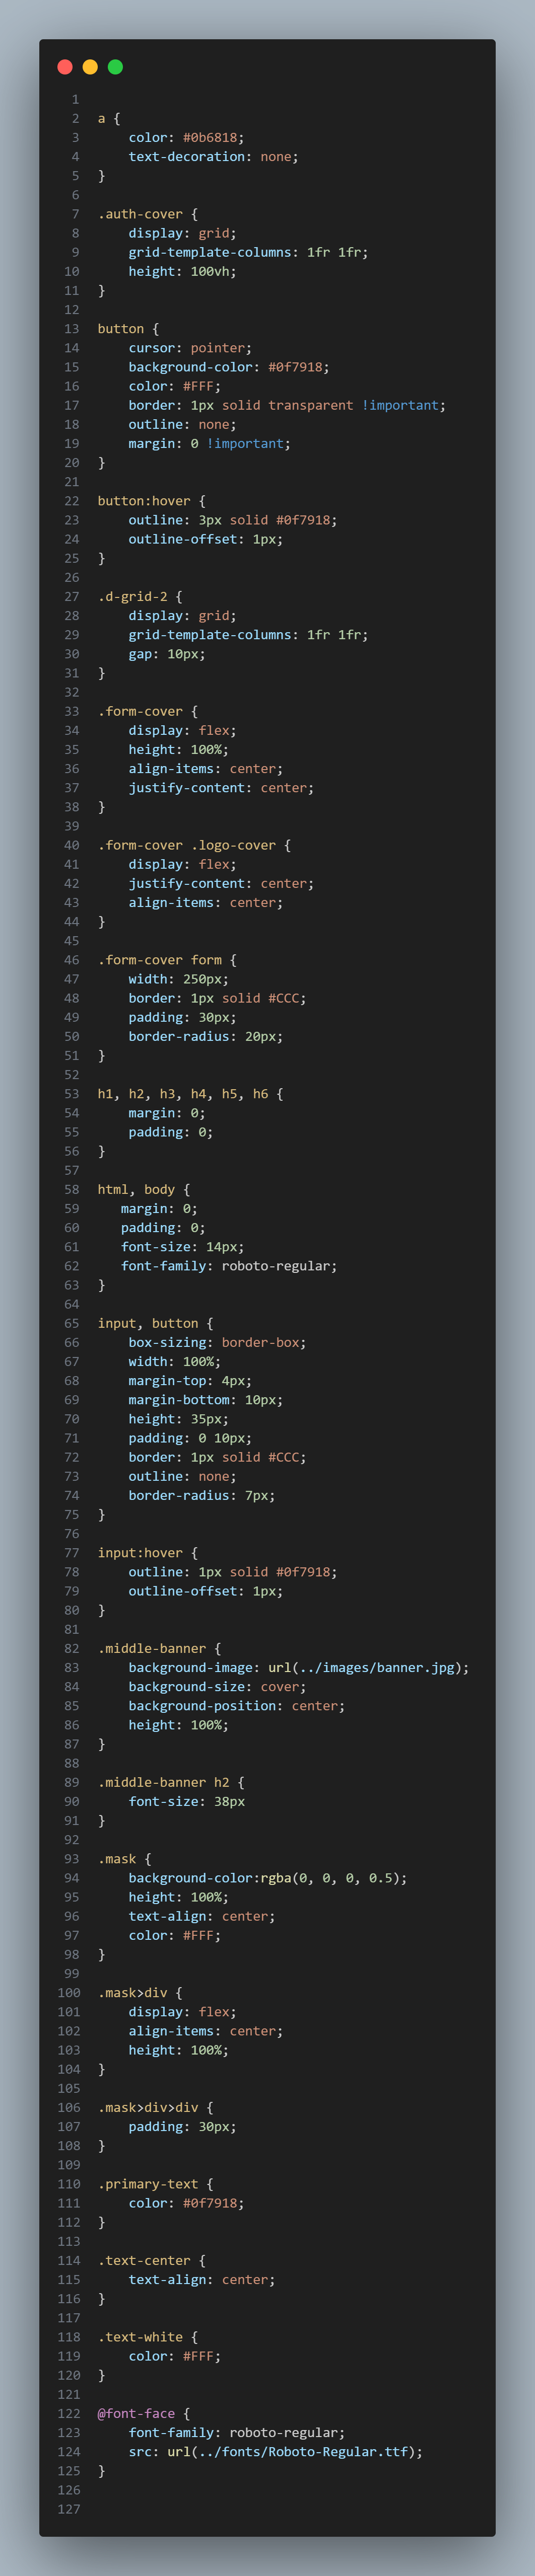 1
2 a {
3     color: #0b6818;
4     text-decoration: none;
5 }
6
7 .auth-cover {
8     display: grid;
9     grid-template-columns: 1fr 1fr;
10     height: 100vh;
11 }
12
13 button {
14     cursor: pointer;
15     background-color: #0f7918;
16     color: #FFF;
17     border: 1px solid transparent !important;
18     outline: none;
19     margin: 0 !important;
20 }
21
22 button:hover {
23     outline: 3px solid #0f7918;
24     outline-offset: 1px;
25 }
26
27 .d-grid-2 {
28     display: grid;
29     grid-template-columns: 1fr 1fr;
30     gap: 10px;
31 }
32
33 .form-cover {
34     display: flex;
35     height: 100%;
36     align-items: center;
37     justify-content: center;
38 }
39
40 .form-cover .logo-cover {
41     display: flex;
42     justify-content: center;
43     align-items: center;
44 }
45
46 .form-cover form {
47     width: 250px;
48     border: 1px solid #CCC;
49     padding: 30px;
50     border-radius: 20px;
51 }
52
53 h1, h2, h3, h4, h5, h6 {
54     margin: 0;
55     padding: 0;
56 }
57
58 html, body {
59    margin: 0;
60    padding: 0;
61    font-size: 14px;
62    font-family: roboto-regular;
63 }
64
65 input, button {
66     box-sizing: border-box;
67     width: 100%;
68     margin-top: 4px;
69     margin-bottom: 10px;
70     height: 35px;
71     padding: 0 10px;
72     border: 1px solid #CCC;
73     outline: none;
74     border-radius: 7px;
75 }
76
77 input:hover {
78     outline: 1px solid #0f7918;
79     outline-offset: 1px;
80 }
81
82 .middle-banner {
83     background-image: url(../images/banner.jpg);
84     background-size: cover;
85     background-position: center;
86     height: 100%;
87 }
88
89 .middle-banner h2 {
90     font-size: 38px
91 }
92
93 .mask {
94     background-color:rgba(0, 0, 0, 0.5);
95     height: 100%;
96     text-align: center;
97     color: #FFF;
98 }
99
100 .mask>div {
101     display: flex;
102     align-items: center;
103     height: 100%;
104 }
105
106 .mask>div>div {
107     padding: 30px;
108 }
109
110 .primary-text {
111     color: #0f7918;
112 }
113
114 .text-center {
115     text-align: center;
116 }
117
118 .text-white {
119     color: #FFF;
120 }
121
122 @font-face {
123     font-family: roboto-regular;
124     src: url(../fonts/Roboto-Regular.ttf);
125 }
126
127